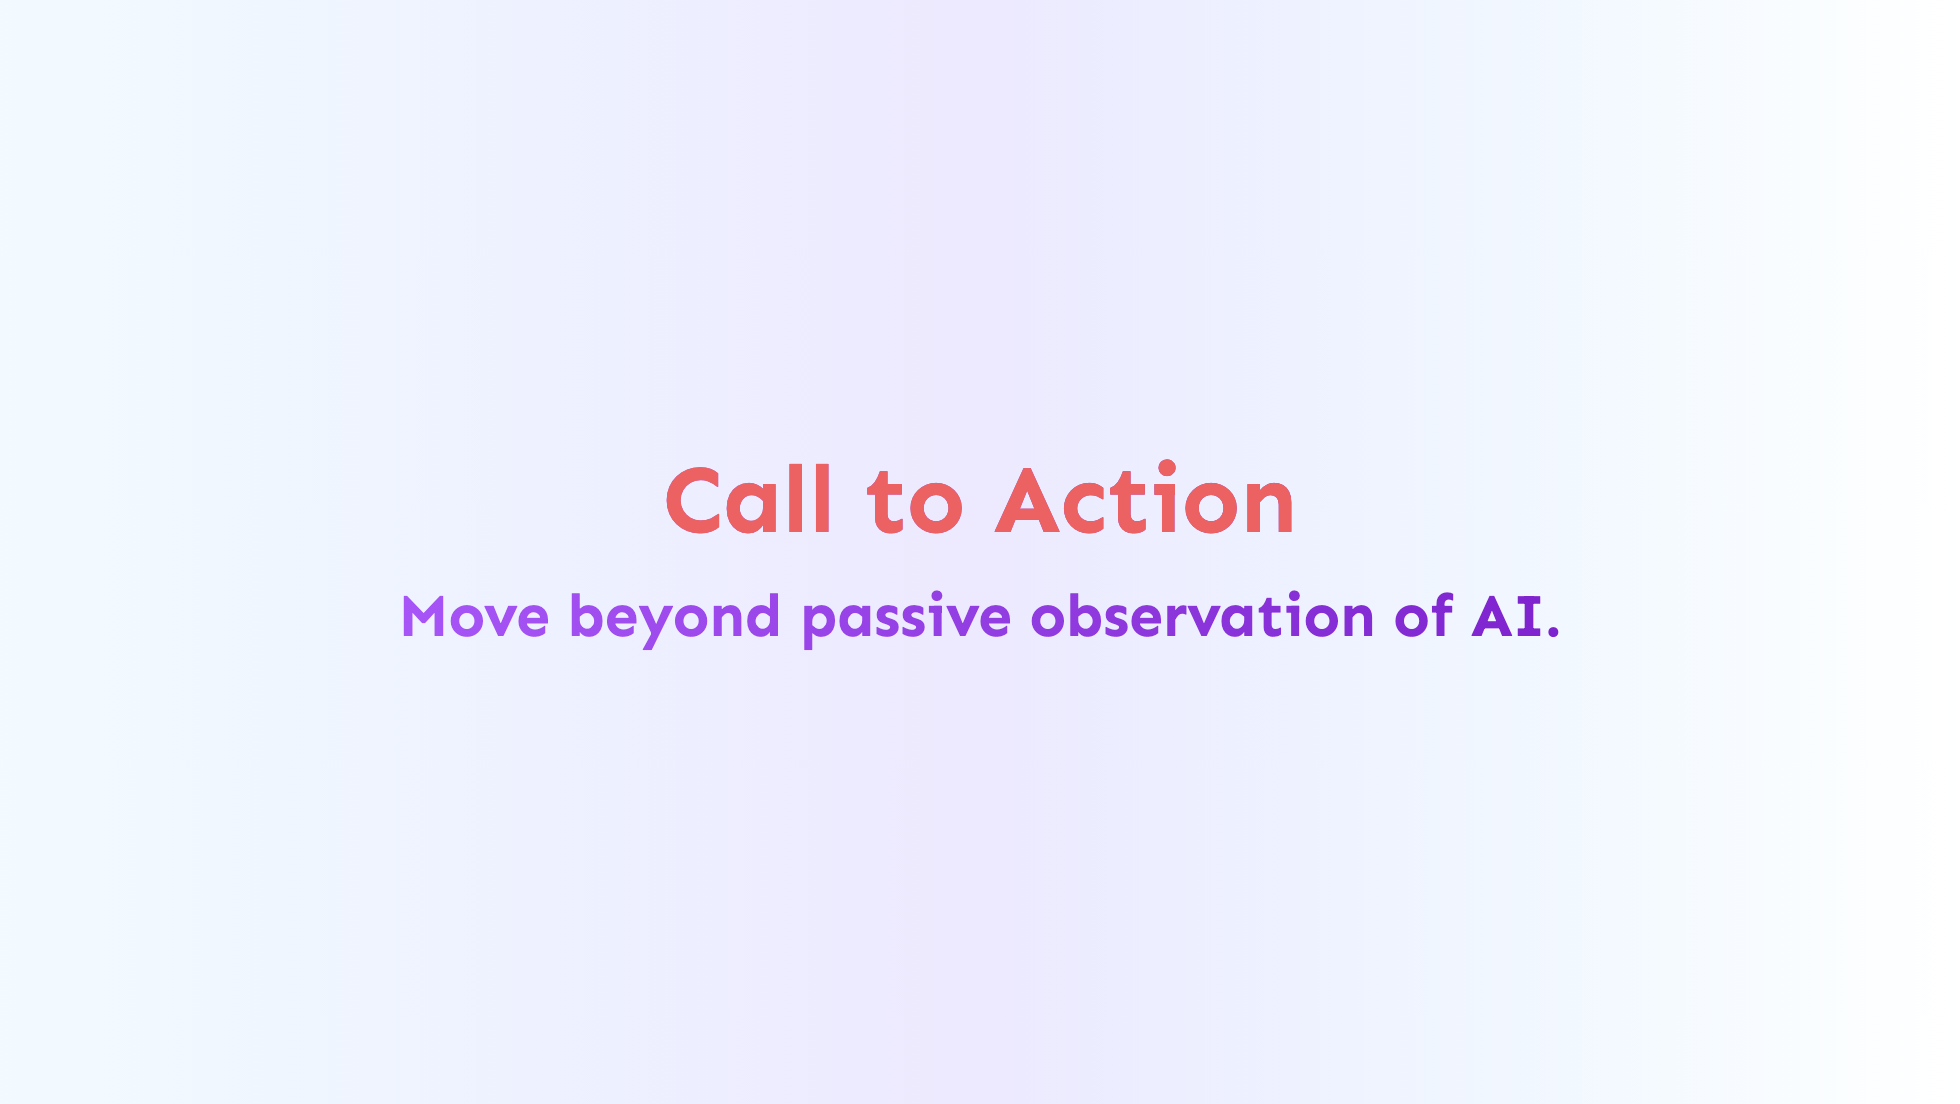 Call to Action
Move beyond passive observation of AI.